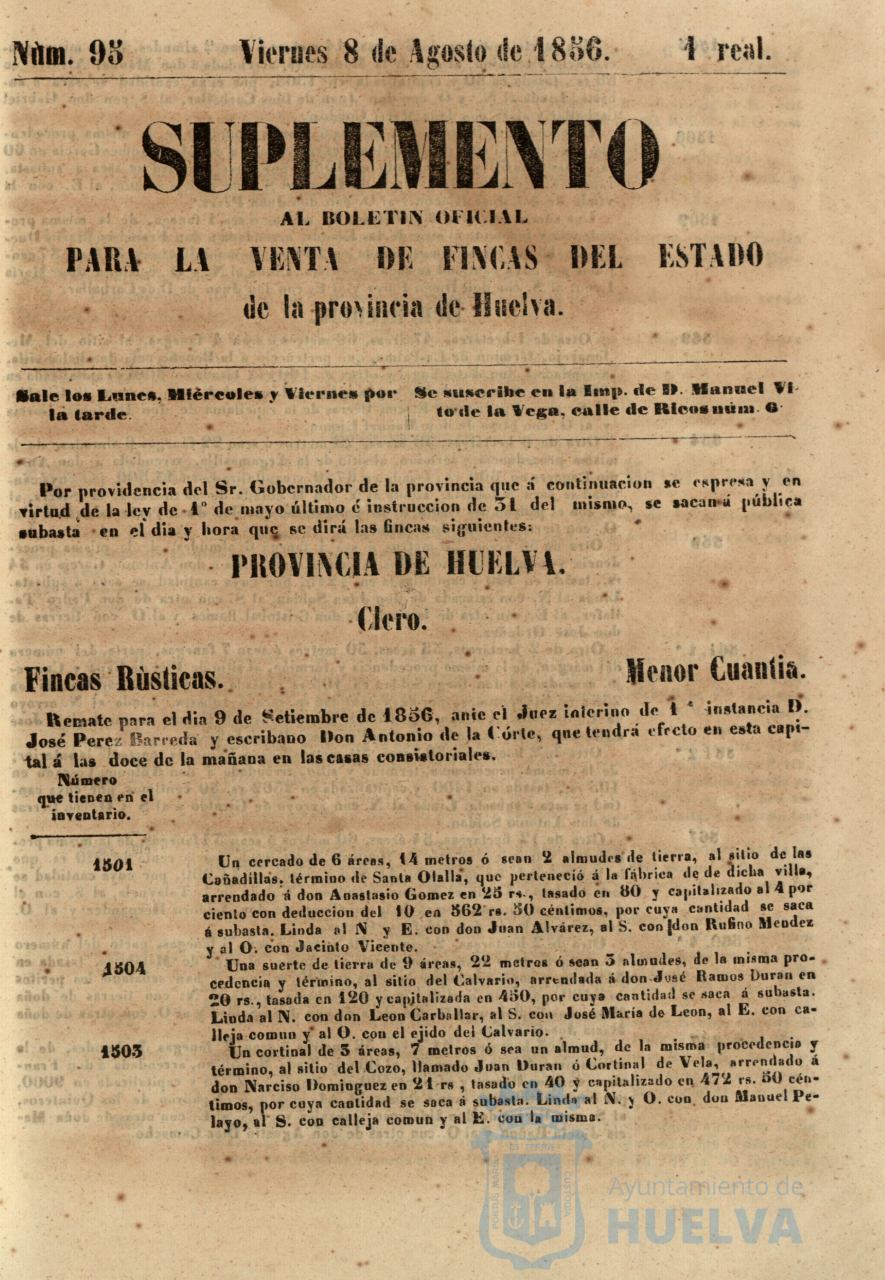 Núm. 95 Viernes 8 de Agosto de 1856. 1 real.
SUPLEMENTO
AL BOLETIN OFICIAL
PARA LA VENTA DE FINCAS DEL ESTADO
de la provincia de Huelva.
Sale los Lunes, Miércoles y Viernes por
la tarde.
Se suscribe en la Imp. de D. Manuel Vi-
to de la Vega, calle de Ricos núm. 6
Por providencia del Sr. Gobernador de la provincia que á continuacion se espresa y en
virtud de la ley de 1º de mayo último é instruccion de 31 del mismo, se sacan á pública
subasta en el dia y hora que se dirá las fincas siguientes:
PROVINCIA DE HUELVA.
Clero.
Fincas Rùsticas. Menor Cuantia.
Remate para el dia 9 de Setiembre de 1856, ante el Juez interino de 1ª instancia D.
José Perez Barreda y escribano Don Antonio de la Córte, que tendrá efecto en esta capi-
tal á las doce de la mañana en las casas consistoriales.
Número
que tienen en el
inventario.
1501 Un cercado de 6 áreas, 14 metros ó sean 2 almudes de tierra, al sitio de las
Cañadillas, término de Santa Olalla, que perteneció á la fábrica de de dicha villa,
arrendado á don Anastasio Gomez en 25 rs., tasado en 80 y capitalizado al 4 por
ciento con deduccion del 10 en 562 rs. 50 céntimos, por cuya cantidad se saca
á subasta. Linda al N y E. con don Juan Alvárez, al S. con don Rufino Mendez
y al O. con Jacinto Vicente.
1504 Una suerte de tierra de 9 áreas, 22 metros ó sean 3 almudes, de la misma pro-
cedencia y término, al sitio del Calvario, arrendada á don José Ramos Duran en
20 rs., tasada en 120 y capitalizada en 450, por cuya cantidad se saca á subasta.
Linda al N. con don Leon Carballar, al S. con José María de Leon, al E. con ca-
lleja comun y al O. con el ejido del Calvario.
1503 Un cortinal de 3 áreas, 7 metros ó sea un almud, de la misma procedencia y
término, al sitio del Cozo, llamado Juan Duran ó Cortinal de Vela, arrendado á
don Narciso Dominguez en 21 rs , tasado en 40 y capitalizado en 472 rs. 50 cén-
timos, por cuya cantidad se saca á subasta. Linda al N. y O. con don Manuel Pe-
layo, al S. con calleja comun y al E. con la misma.
Ayuntamiento de
HUELVA